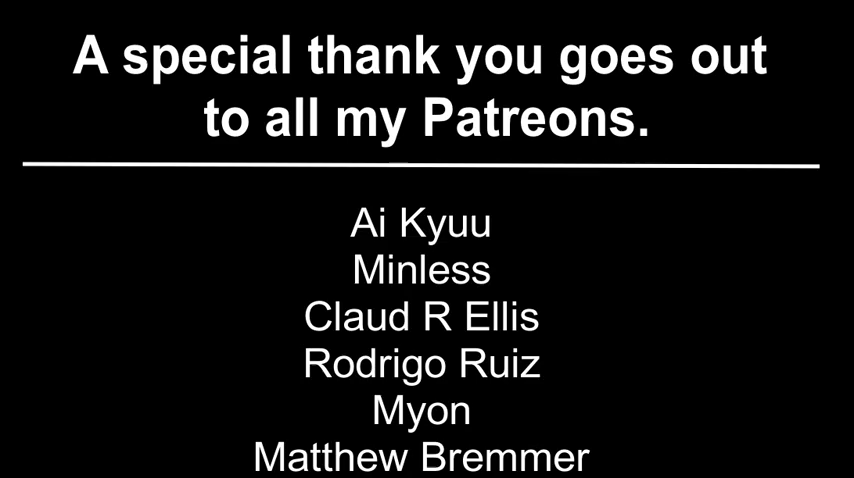 A special thank you goes out
to all my Patreons.
Ai Kyuu
Minless
Claud R Ellis
Rodrigo Ruiz
Myon
Matthew Bremmer